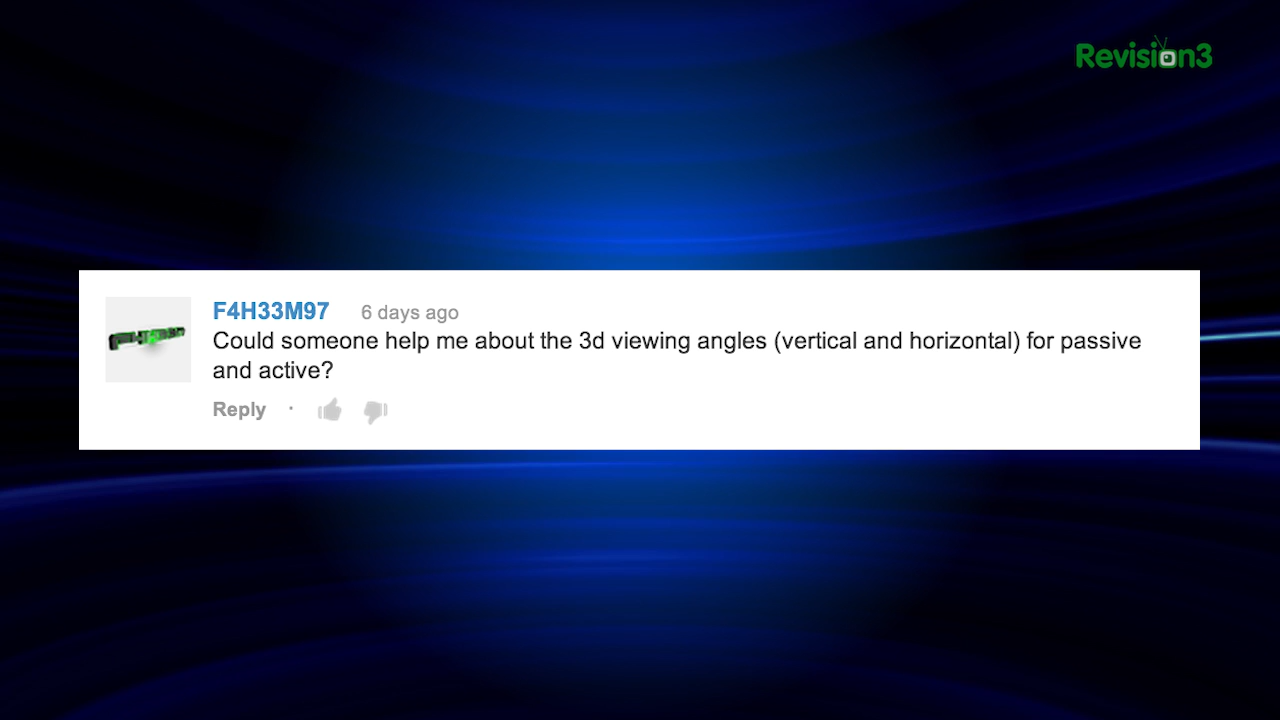 Revision3
F4H33M97 6 days ago
Could someone help me about the 3d viewing angles (vertical and horizontal) for passive
and active?
Reply ·